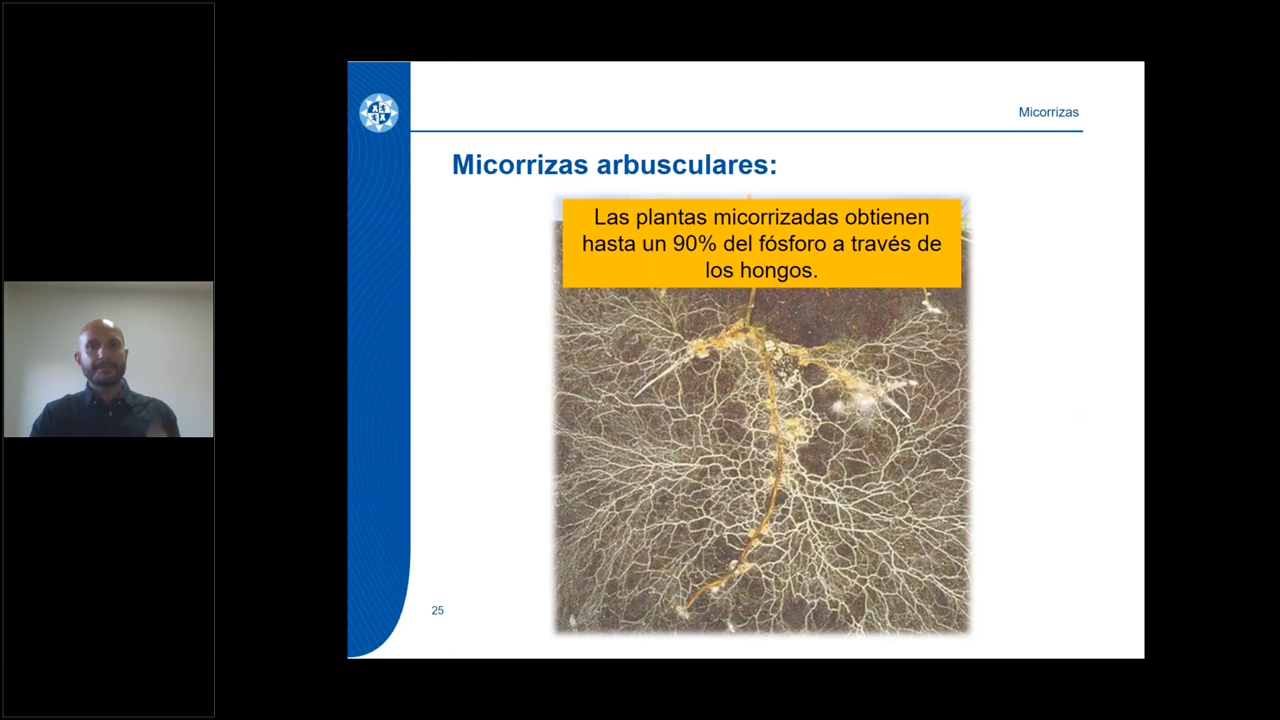 Micorrizas
Micorrizas arbusculares:
Las plantas micorrizadas obtienen
hasta un 90% del fósforo a través de
los hongos.
25